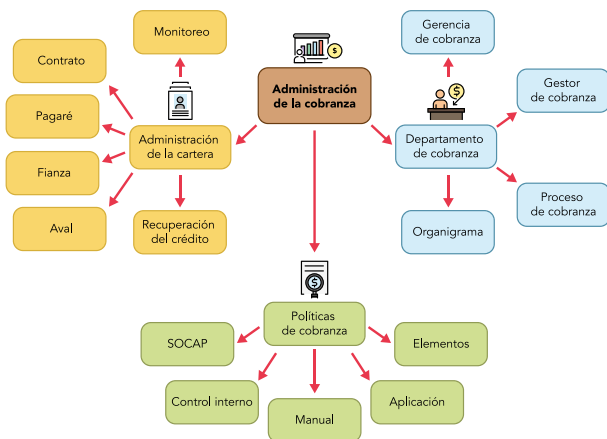 Monitoreo
Contrato
Pagaré
Fianza
Aval
Administración
de la cartera
Recuperación
del crédito
Administración
de la cobranza
Gerencia
de cobranza
Gestor
de cobranza
Departamento
de cobranza
Proceso
de cobranza
Organigrama
Políticas
de cobranza
SOCAP
Control interno
Manual
Aplicación
Elementos